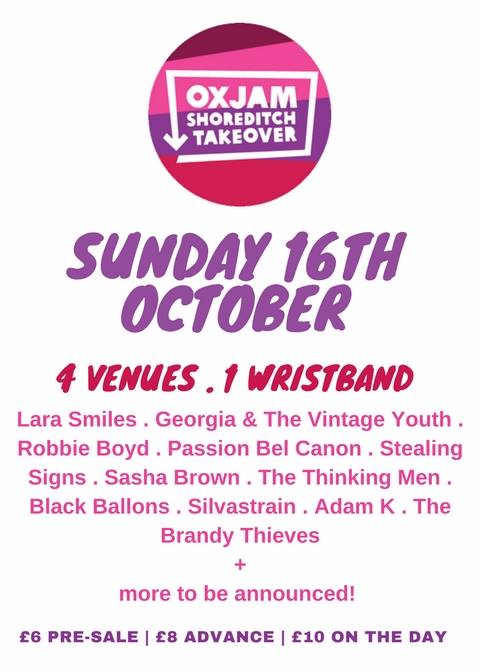 OXJAM
SHOREDITCH
TAKEOVER
SUNDAY 16TH
OCTOBER
4 VENUES . 1 WRISTBAND
Lara Smiles . Georgia & The Vintage Youth .
Robbie Boyd . Passion Bel Canon . Stealing
Signs . Sasha Brown . The Thinking Men .
Black Ballons . Silvastrain . Adam K . The
Brandy Thieves
+
more to be announced!
£6 PRE-SALE | £8 ADVANCE | £10 ON THE DAY